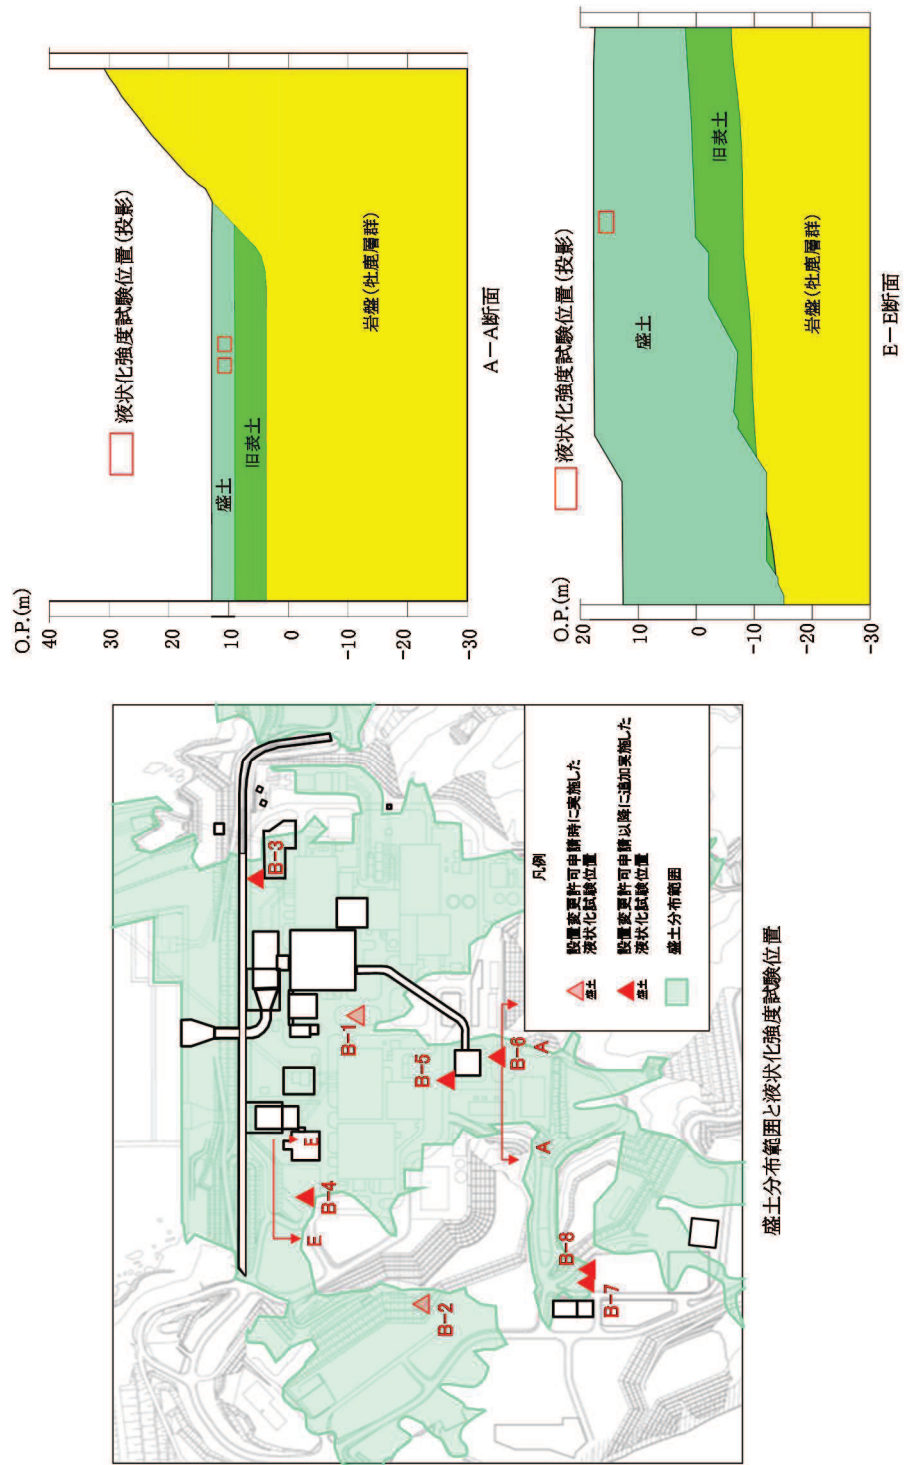 B-3
B-1
B-5
B-6
B-4
B-2
B-8
B-7
E
E
A
A
凡例
設置変更許可申請時に実施した
液状化試験位置
盛土
設置変更許可申請以降に追加実施した
液状化試験位置
盛土
盛土分布範囲
盛土分布範囲と液状化強度試験位置
O.P.(m)
40
30
20
10
0
-10
-20
-30
液状化強度試験位置(投影)
盛土
旧表土
岩盤(牡鹿層群)
A-A断面
O.P.(m)
20
10
0
-10
-20
-30
液状化強度試験位置(投影)
盛土
旧表土
岩盤(牡鹿層群)
E-E断面